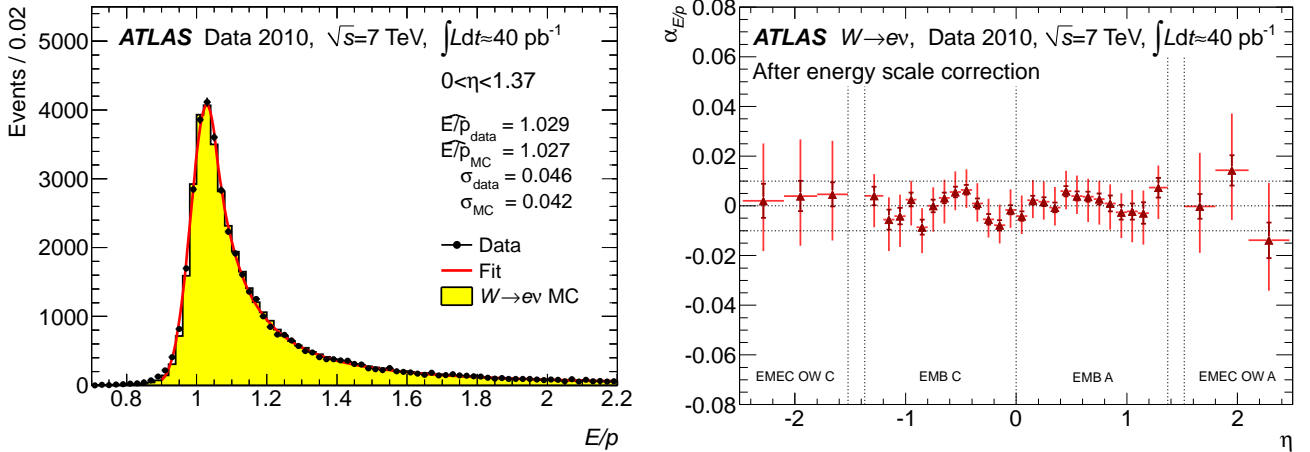 ATLAS Data 2010, √s=7 TeV, ∫Ldt≈40 pb⁻¹
0<η<1.37
E/p data = 1.029
E/p MC = 1.027
σ data = 0.046
σ MC = 0.042
Data
Fit
W→eν MC
Events / 0.02
5000
4000
3000
2000
1000
0
0.8 1 1.2 1.4 1.6 1.8 2 2.2
E/p
α E/p
0.08
0.06
0.04
0.02
0
-0.02
-0.04
-0.06
-0.08
ATLAS W→eν, Data 2010, √s=7 TeV, ∫Ldt≈40 pb⁻¹
After energy scale correction
EMEC OW C EMB C EMB A EMEC OW A
-2 -1 0 1 2
η